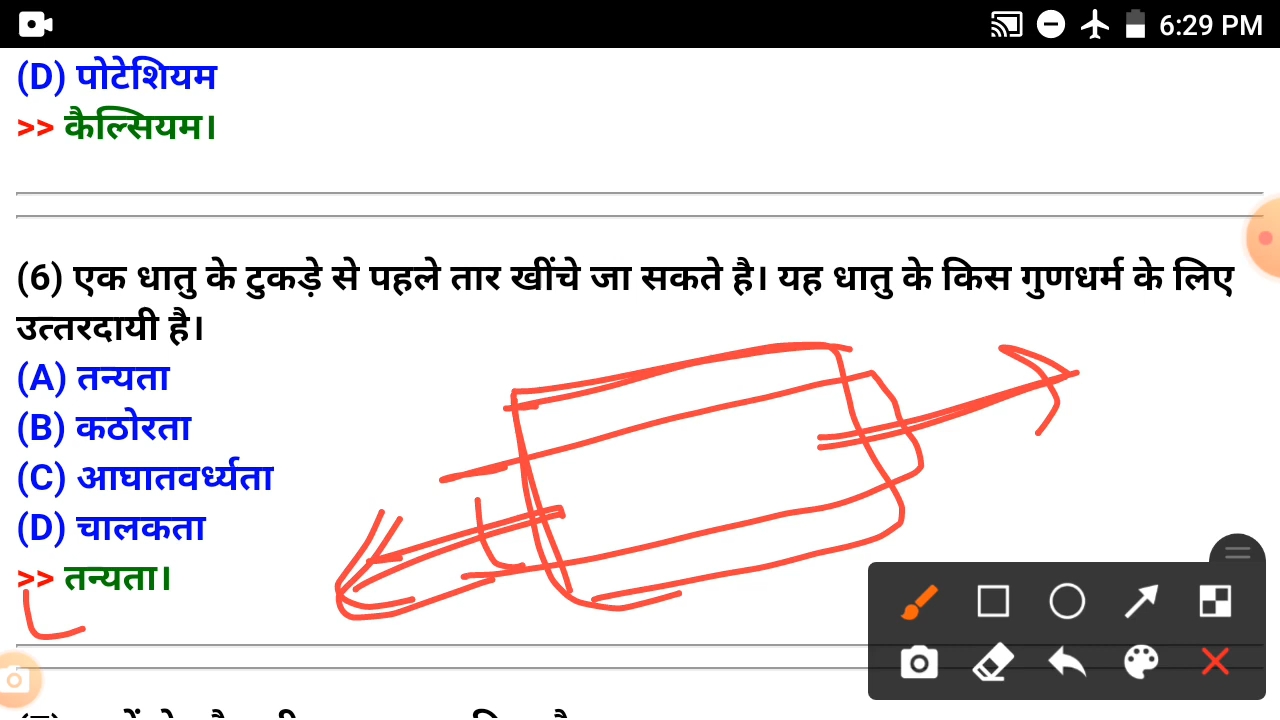 6:29 PM
(D) पोटेशियम
>> कैल्सियम।
(6) एक धातु के टुकड़े से पहले तार खींचे जा सकते है। यह धातु के किस गुणधर्म के लिए
उत्तरदायी है।
(A) तन्यता
(B) कठोरता
(C) आघातवर्ध्यता
(D) चालकता
>> तन्यता।